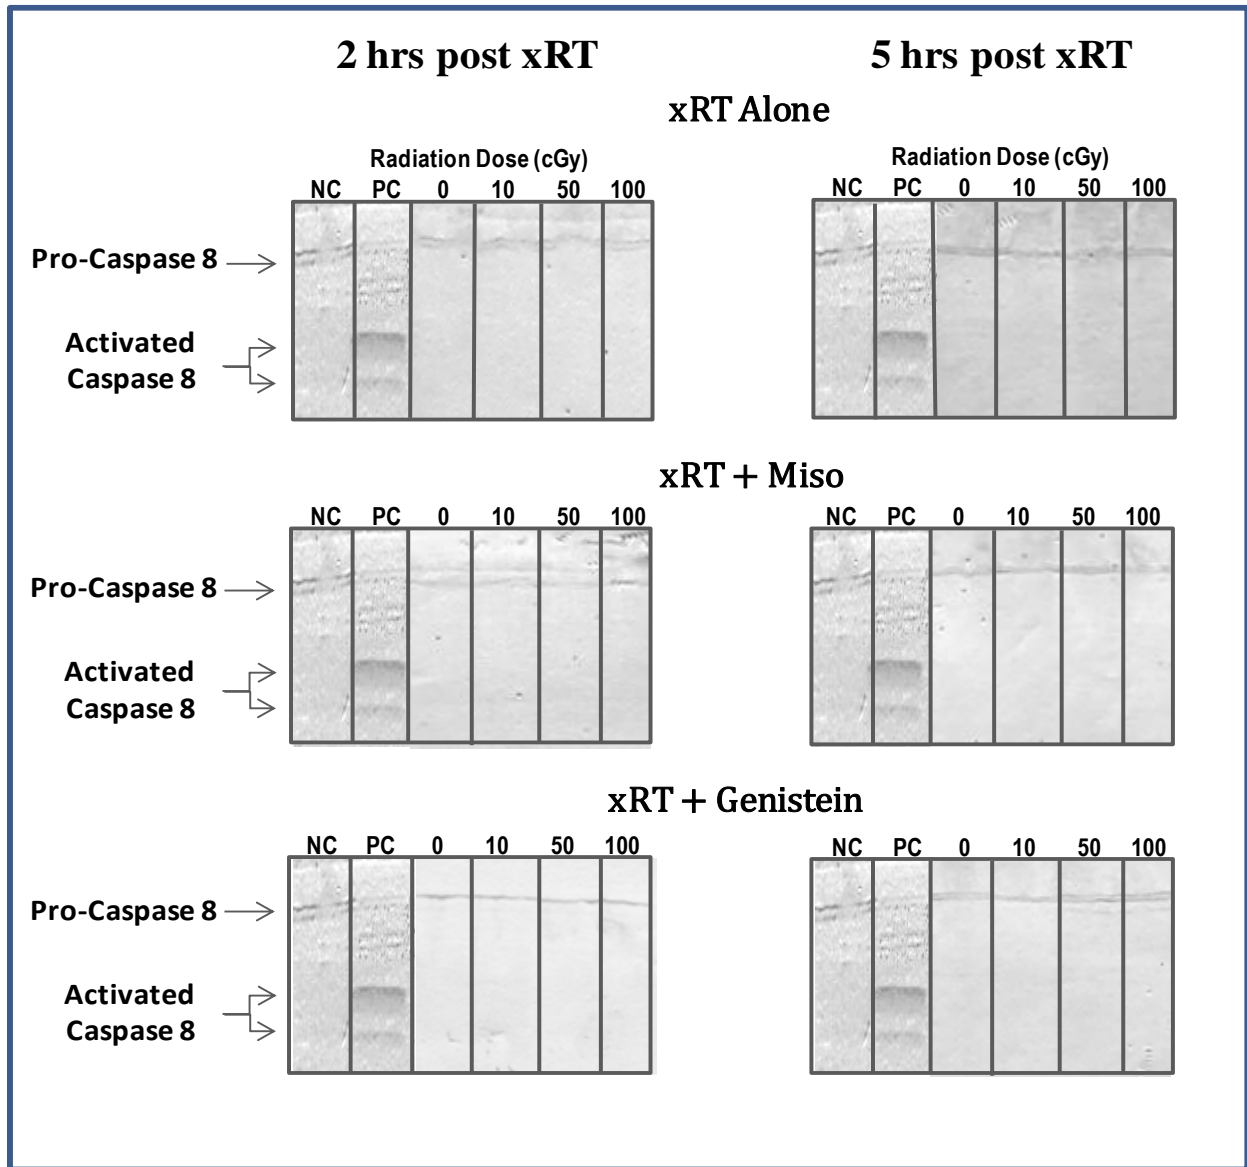 2 hrs post xRT
5 hrs post xRT
xRT Alone
Radiation Dose (cGy)
NC PC 0 10 50 100
Pro-Caspase 8
Activated
Caspase 8
Radiation Dose (cGy)
NC PC 0 10 50 100
xRT + Miso
NC PC 0 10 50 100
Pro-Caspase 8
Activated
Caspase 8
NC PC 0 10 50 100
xRT + Genistein
NC PC 0 10 50 100
Pro-Caspase 8
Activated
Caspase 8
NC PC 0 10 50 100